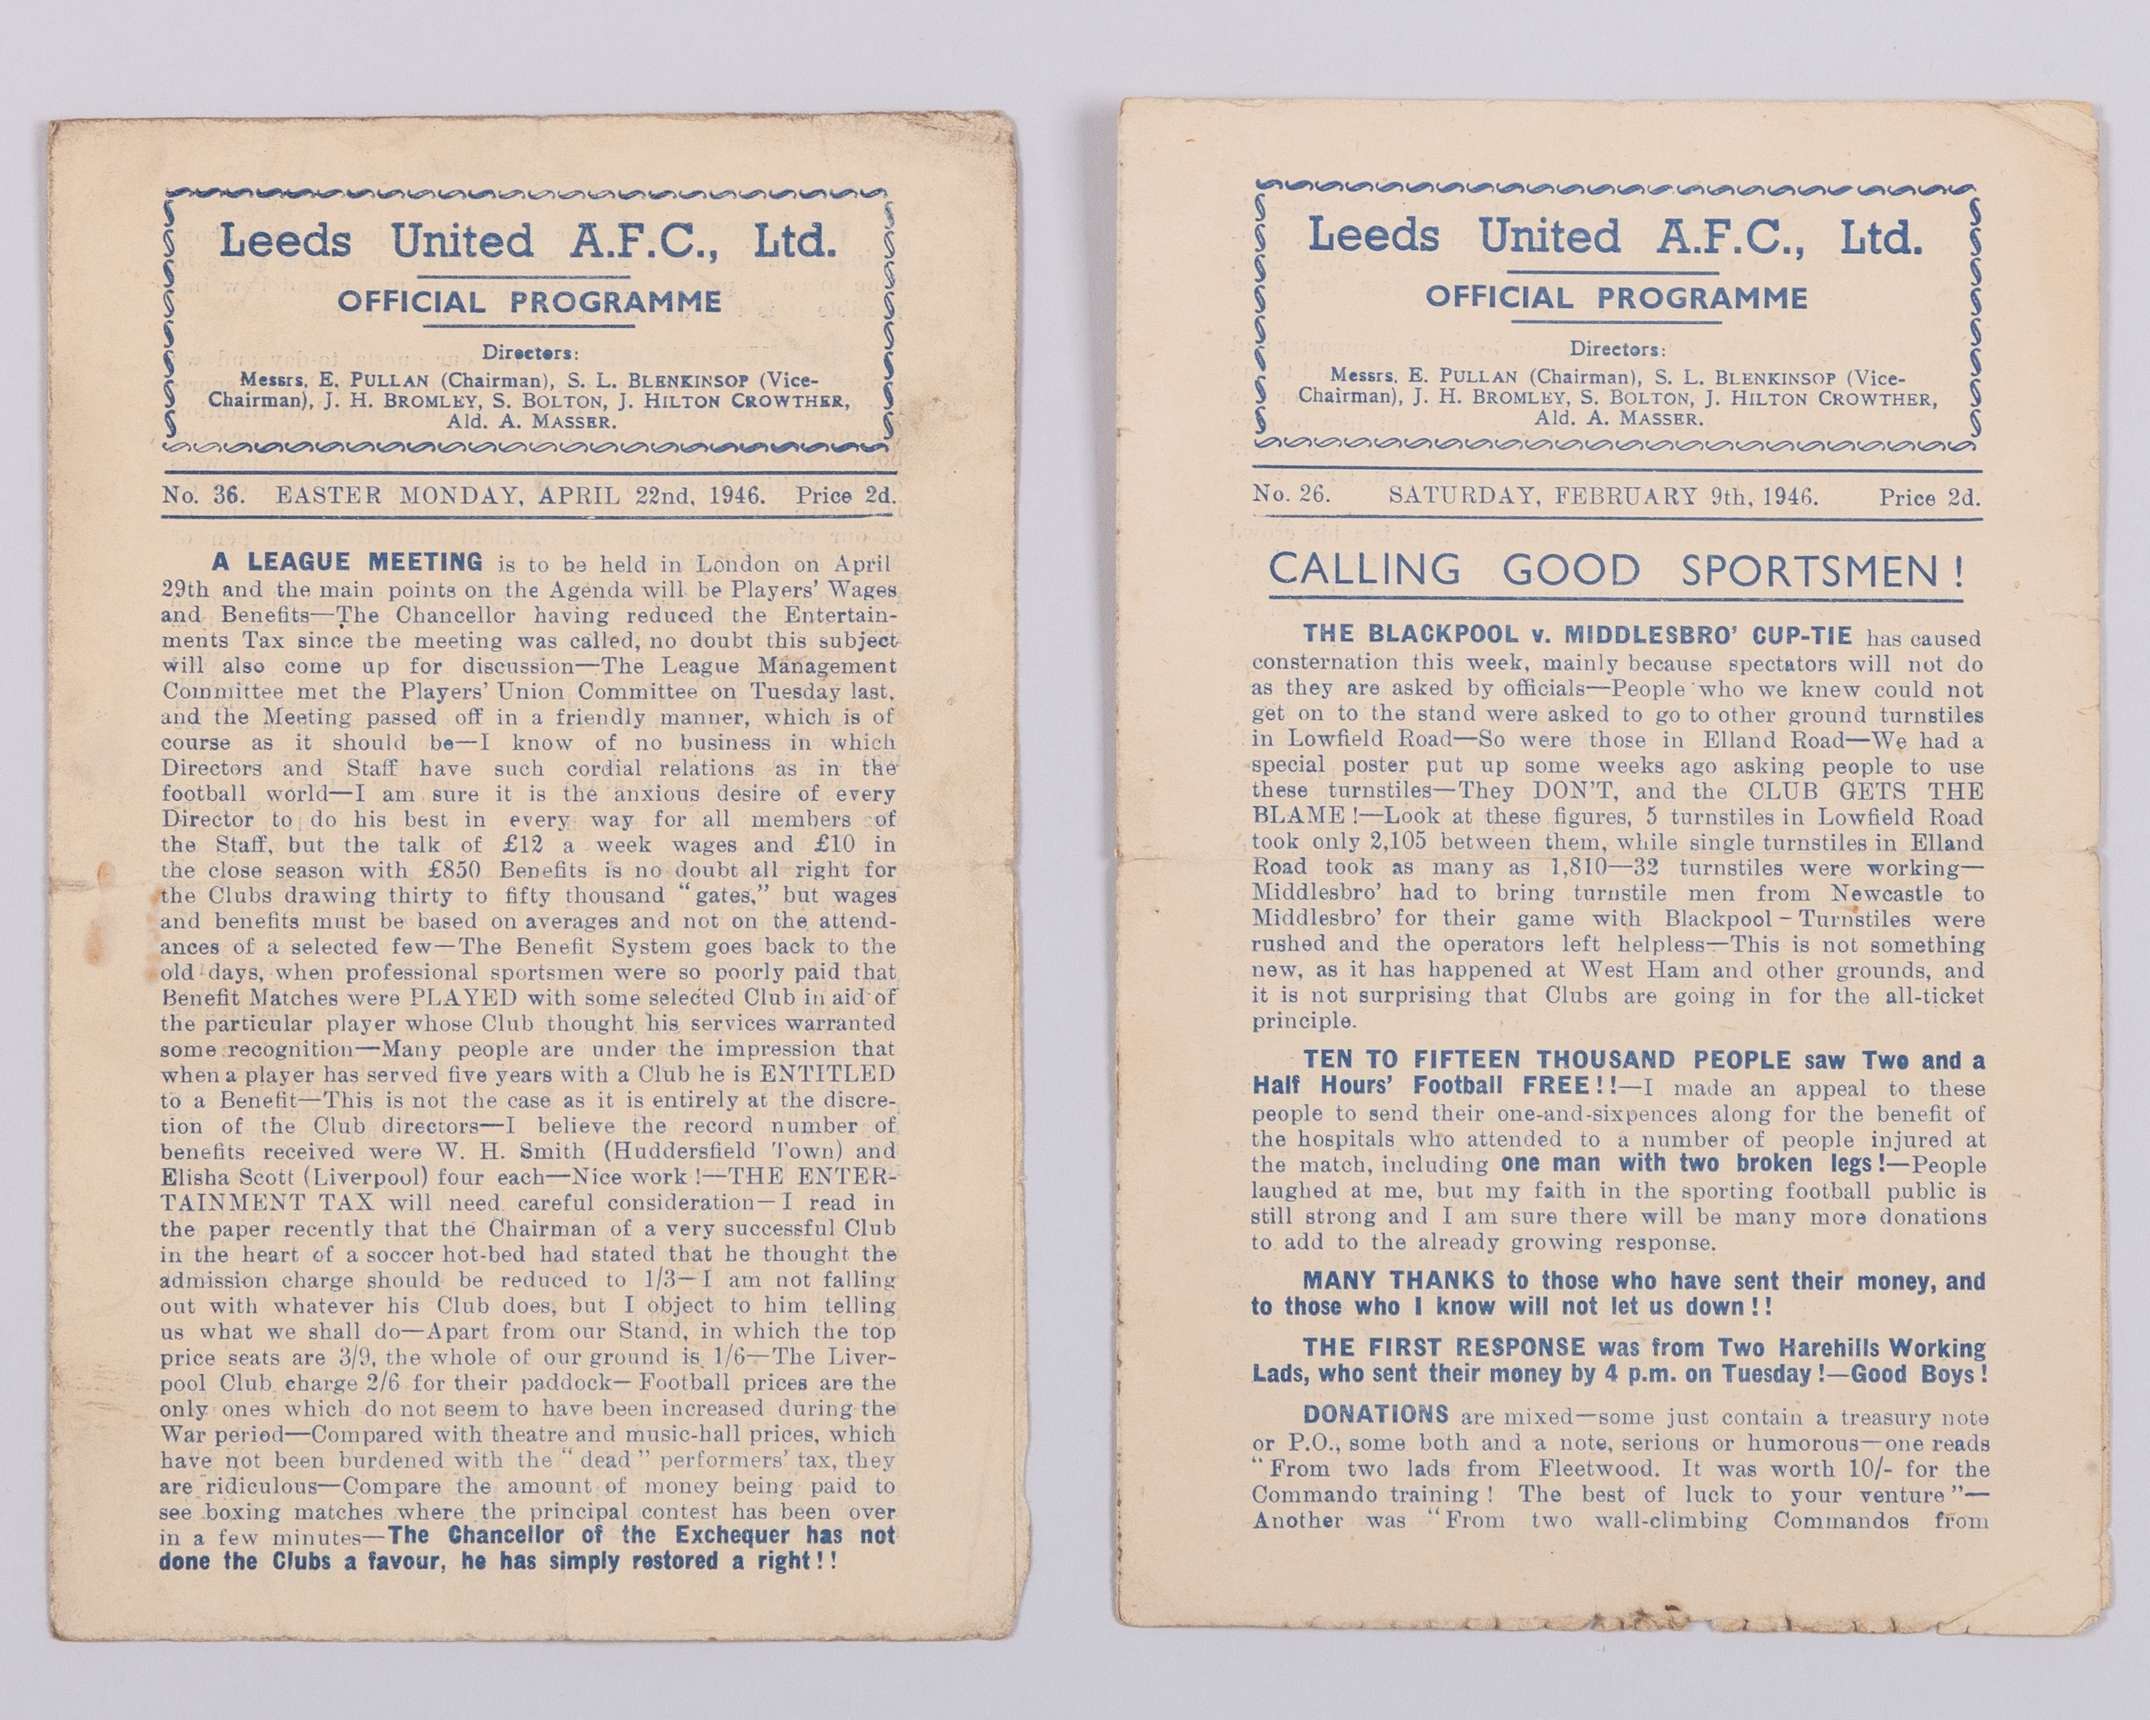 Leeds United A.F.C., Ltd.
OFFICIAL PROGRAMME
Directors:
Messrs. E. PULLAN (Chairman), S. L. BLENKINSOP (Vice-
Chairman), J. H. BROMLEY, S. BOLTON, J. HILTON CROWTHER,
Ald. A. MASSER.
No. 36. EASTER MONDAY, APRIL 22nd, 1946. Price 2d.
A LEAGUE MEETING is to be held in London on April
29th and the main points on the Agenda will be Players' Wages
and Benefits—The Chancellor having reduced the Entertain-
ments Tax since the meeting was called, no doubt this subject
will also come up for discussion—The League Management
Committee met the Players' Union Committee on Tuesday last,
and the Meeting passed off in a friendly manner, which is of
course as it should be—I know of no business in which
Directors and Staff have such cordial relations as in the
football world—I am sure it is the anxious desire of every
Director to do his best in every way for all members of
the Staff, but the talk of £12 a week wages and £10 in
the close season with £850 Benefits is no doubt all right for
the Clubs drawing thirty to fifty thousand "gates," but wages
and benefits must be based on averages and not on the attend-
ances of a selected few—The Benefit System goes back to the
old days, when professional sportsmen were so poorly paid that
Benefit Matches were PLAYED with some selected Club in aid of
the particular player whose Club thought his services warranted
some recognition—Many people are under the impression that
when a player has served five years with a Club he is ENTITLED
to a Benefit—This is not the case as it is entirely at the discre-
tion of the Club directors—I believe the record number of
benefits received were W. H. Smith (Huddersfield Town) and
Elisha Scott (Liverpool) four each—Nice work !—THE ENTER-
TAINMENT TAX will need careful consideration—I read in
the paper recently that the Chairman of a very successful Club
in the heart of a soccer hot-bed had stated that he thought the
admission charge should be reduced to 1/3—I am not falling
out with whatever his Club does, but I object to him telling
us what we shall do—Apart from our Stand, in which the top
price seats are 3/9, the whole of our ground is 1/6—The Liver-
pool Club charge 2/6 for their paddock—Football prices are the
only ones which do not seem to have been increased during the
War period—Compared with theatre and music-hall prices, which
have not been burdened with the "dead" performers' tax, they
are ridiculous—Compare the amount of money being paid to
see boxing matches where the principal contest has been over
in a few minutes—The Chancellor of the Exchequer has not
done the Clubs a favour, he has simply restored a right ! !
Leeds United A.F.C., Ltd.
OFFICIAL PROGRAMME
Directors:
Messrs. E. PULLAN (Chairman), S. L. BLENKINSOP (Vice-
Chairman), J. H. BROMLEY, S. BOLTON, J. HILTON CROWTHER,
Ald. A. MASSER.
No. 26. SATURDAY, FEBRUARY 9th, 1946. Price 2d.
CALLING GOOD SPORTSMEN !
THE BLACKPOOL v. MIDDLESBRO' CUP-TIE has caused
consternation this week, mainly because spectators will not do
as they are asked by officials—People who we knew could not
get on to the stand were asked to go to other ground turnstiles
in Lowfield Road—So were those in Elland Road—We had a
special poster put up some weeks ago asking people to use
these turnstiles—They DON'T, and the CLUB GETS THE
BLAME !—Look at these figures, 5 turnstiles in Lowfield Road
took only 2,105 between them, while single turnstiles in Elland
Road took as many as 1,810—32 turnstiles were working—
Middlesbro' had to bring turnstile men from Newcastle to
Middlesbro' for their game with Blackpool – Turnstiles were
rushed and the operators left helpless—This is not something
new, as it has happened at West Ham and other grounds, and
it is not surprising that Clubs are going in for the all-ticket
principle.
TEN TO FIFTEEN THOUSAND PEOPLE saw Two and a
Half Hours' Football FREE ! !—I made an appeal to these
people to send their one-and-sixpences along for the benefit of
the hospitals who attended to a number of people injured at
the match, including one man with two broken legs !—People
laughed at me, but my faith in the sporting football public is
still strong and I am sure there will be many more donations
to add to the already growing response.
MANY THANKS to those who have sent their money, and
to those who I know will not let us down ! !
THE FIRST RESPONSE was from Two Harehills Working
Lads, who sent their money by 4 p.m. on Tuesday !—Good Boys !
DONATIONS are mixed—some just contain a treasury note
or P.O., some both and a note, serious or humorous—one reads
"From two lads from Fleetwood. It was worth 10/- for the
Commando training ! The best of luck to your venture"—
Another was "From two wall-climbing Commandos from